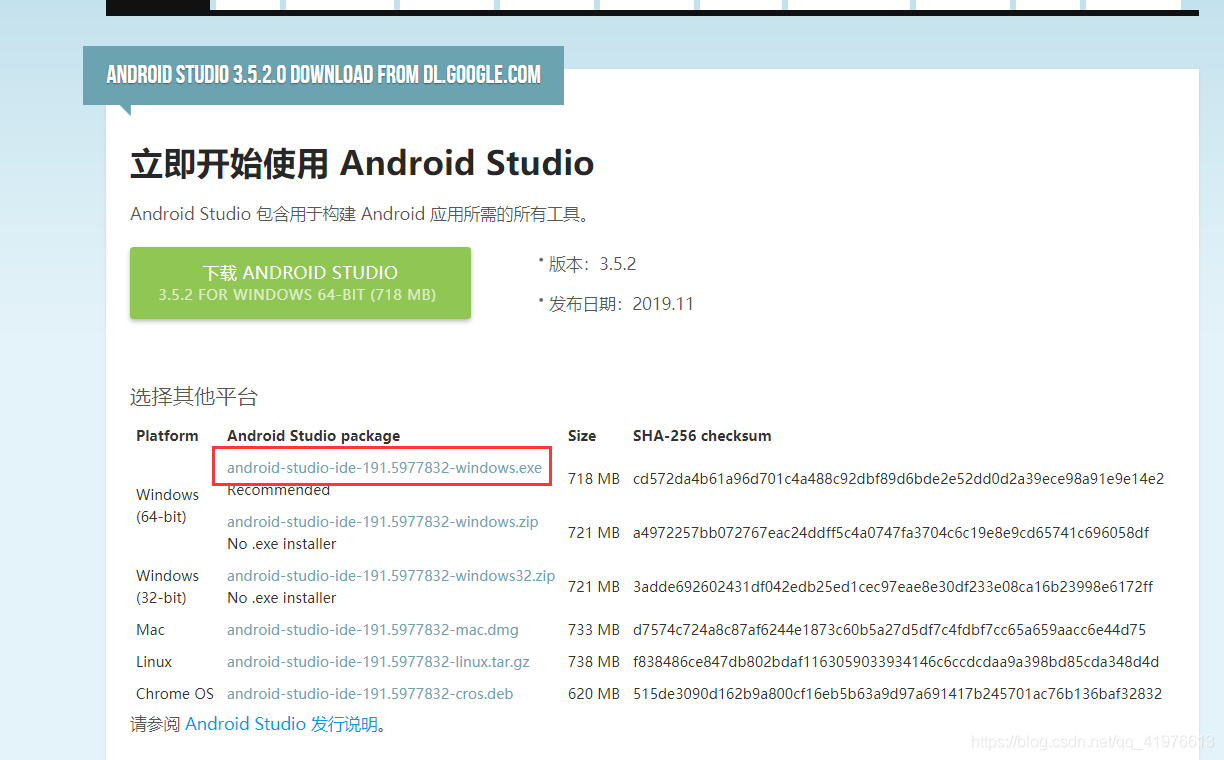 ANDROID STUDIO 3.5.2.0 DOWNLOAD FROM DL.GOOGLE.COM
立即开始使用 Android Studio
Android Studio 包含用于构建 Android 应用所需的所有工具。
下载 ANDROID STUDIO
3.5.2 FOR WINDOWS 64-BIT (718 MB)
版本：3.5.2
发布日期：2019.11
选择其他平台
Platform Android Studio package Size SHA-256 checksum
Windows (64-bit) android-studio-ide-191.5977832-windows.exe 718 MB cd572da4b61a96d701c4a488c92dbf89d6bde2e52dd0d2a39ece98a91e9e14e2
Recommended
android-studio-ide-191.5977832-windows.zip 721 MB a4972257bb072767eac24ddff5c4a0747fa3704c6c19e8e9cd65741c696058df
No .exe installer
Windows (32-bit) android-studio-ide-191.5977832-windows32.zip 721 MB 3adde692602431df042edb25ed1cec97eae8e30df233e08ca16b23998e6172ff
No .exe installer
Mac android-studio-ide-191.5977832-mac.dmg 733 MB d7574c724a8c87af6244e1873c60b5a27d5df7c4fdbf7cc65a659aacc6e44d75
Linux android-studio-ide-191.5977832-linux.tar.gz 738 MB f838486ce847db802bdaf1163059033934146c6ccdcdaa9a398bd85cda348d4d
Chrome OS android-studio-ide-191.5977832-cros.deb 620 MB 515de3090d162b9a800cf16eb5b63a9d97a691417b245701ac76b136baf32832
请参阅 Android Studio 发行说明。
https://blog.csdn.net/qq_41976613